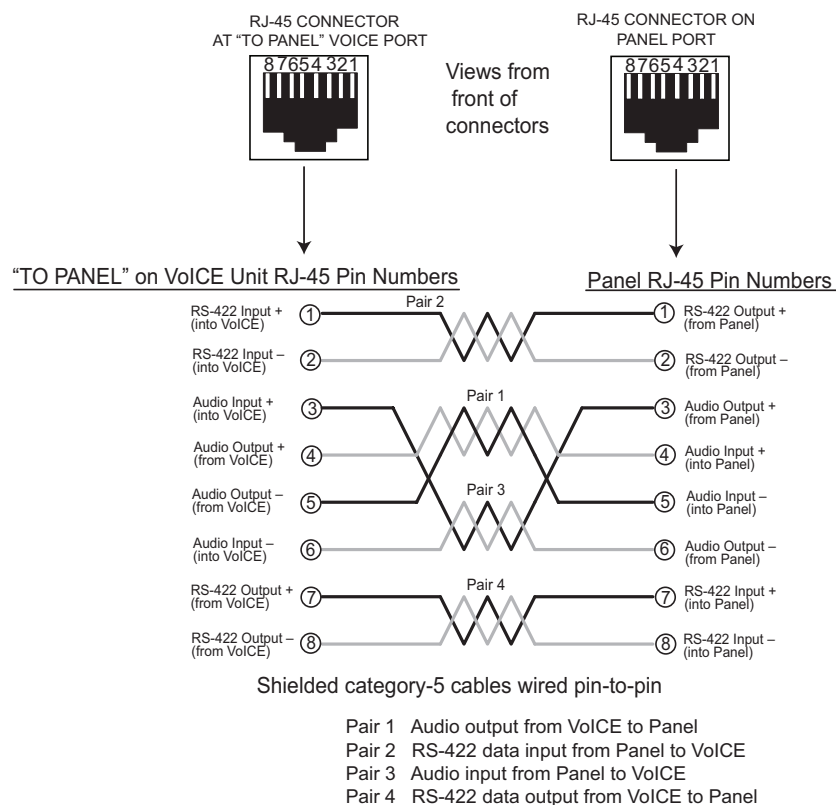 RJ-45 CONNECTOR
AT "TO PANEL" VOICE PORT
RJ-45 CONNECTOR ON
PANEL PORT
87654 321
87654 321
Views from
front of
connectors
“TO PANEL” on VoICE Unit RJ-45 Pin Numbers
Panel RJ-45 Pin Numbers
Pair 2
RS-422 Input +
(into VoICE)
1
1
RS-422 Output +
(from Panel)
RS-422 Input –
(into VoICE)
2
2
RS-422 Output –
(from Panel)
Pair 1
Audio Input +
(into VoICE)
3
3
Audio Output +
(from Panel)
Audio Output +
(from VoICE)
4
4
Audio Input +
(into Panel)
Audio Output –
(from VoICE)
5
Pair 3
5
Audio Input –
(into Panel)
Audio Input –
(into VoICE)
6
6
Audio Output –
(from Panel)
Pair 4
RS-422 Output +
(from VoICE)
7
7
RS-422 Input +
(into Panel)
RS-422 Output –
(from VoICE)
8
8
RS-422 Input –
(into Panel)
Shielded category-5 cables wired pin-to-pin
Pair 1 Audio output from VoICE to Panel
Pair 2 RS-422 data input from Panel to VoICE
Pair 3 Audio input from Panel to VoICE
Pair 4 RS-422 data output from VoICE to Panel